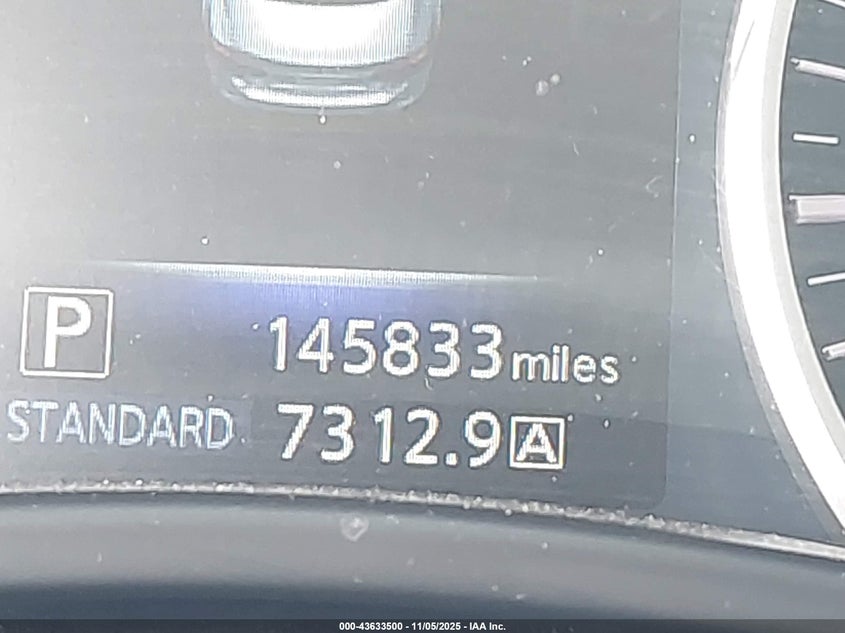 P 145833 miles
STANDARD 7312.9 A
000-43633500 - 11/05/2025 - IAA Inc.